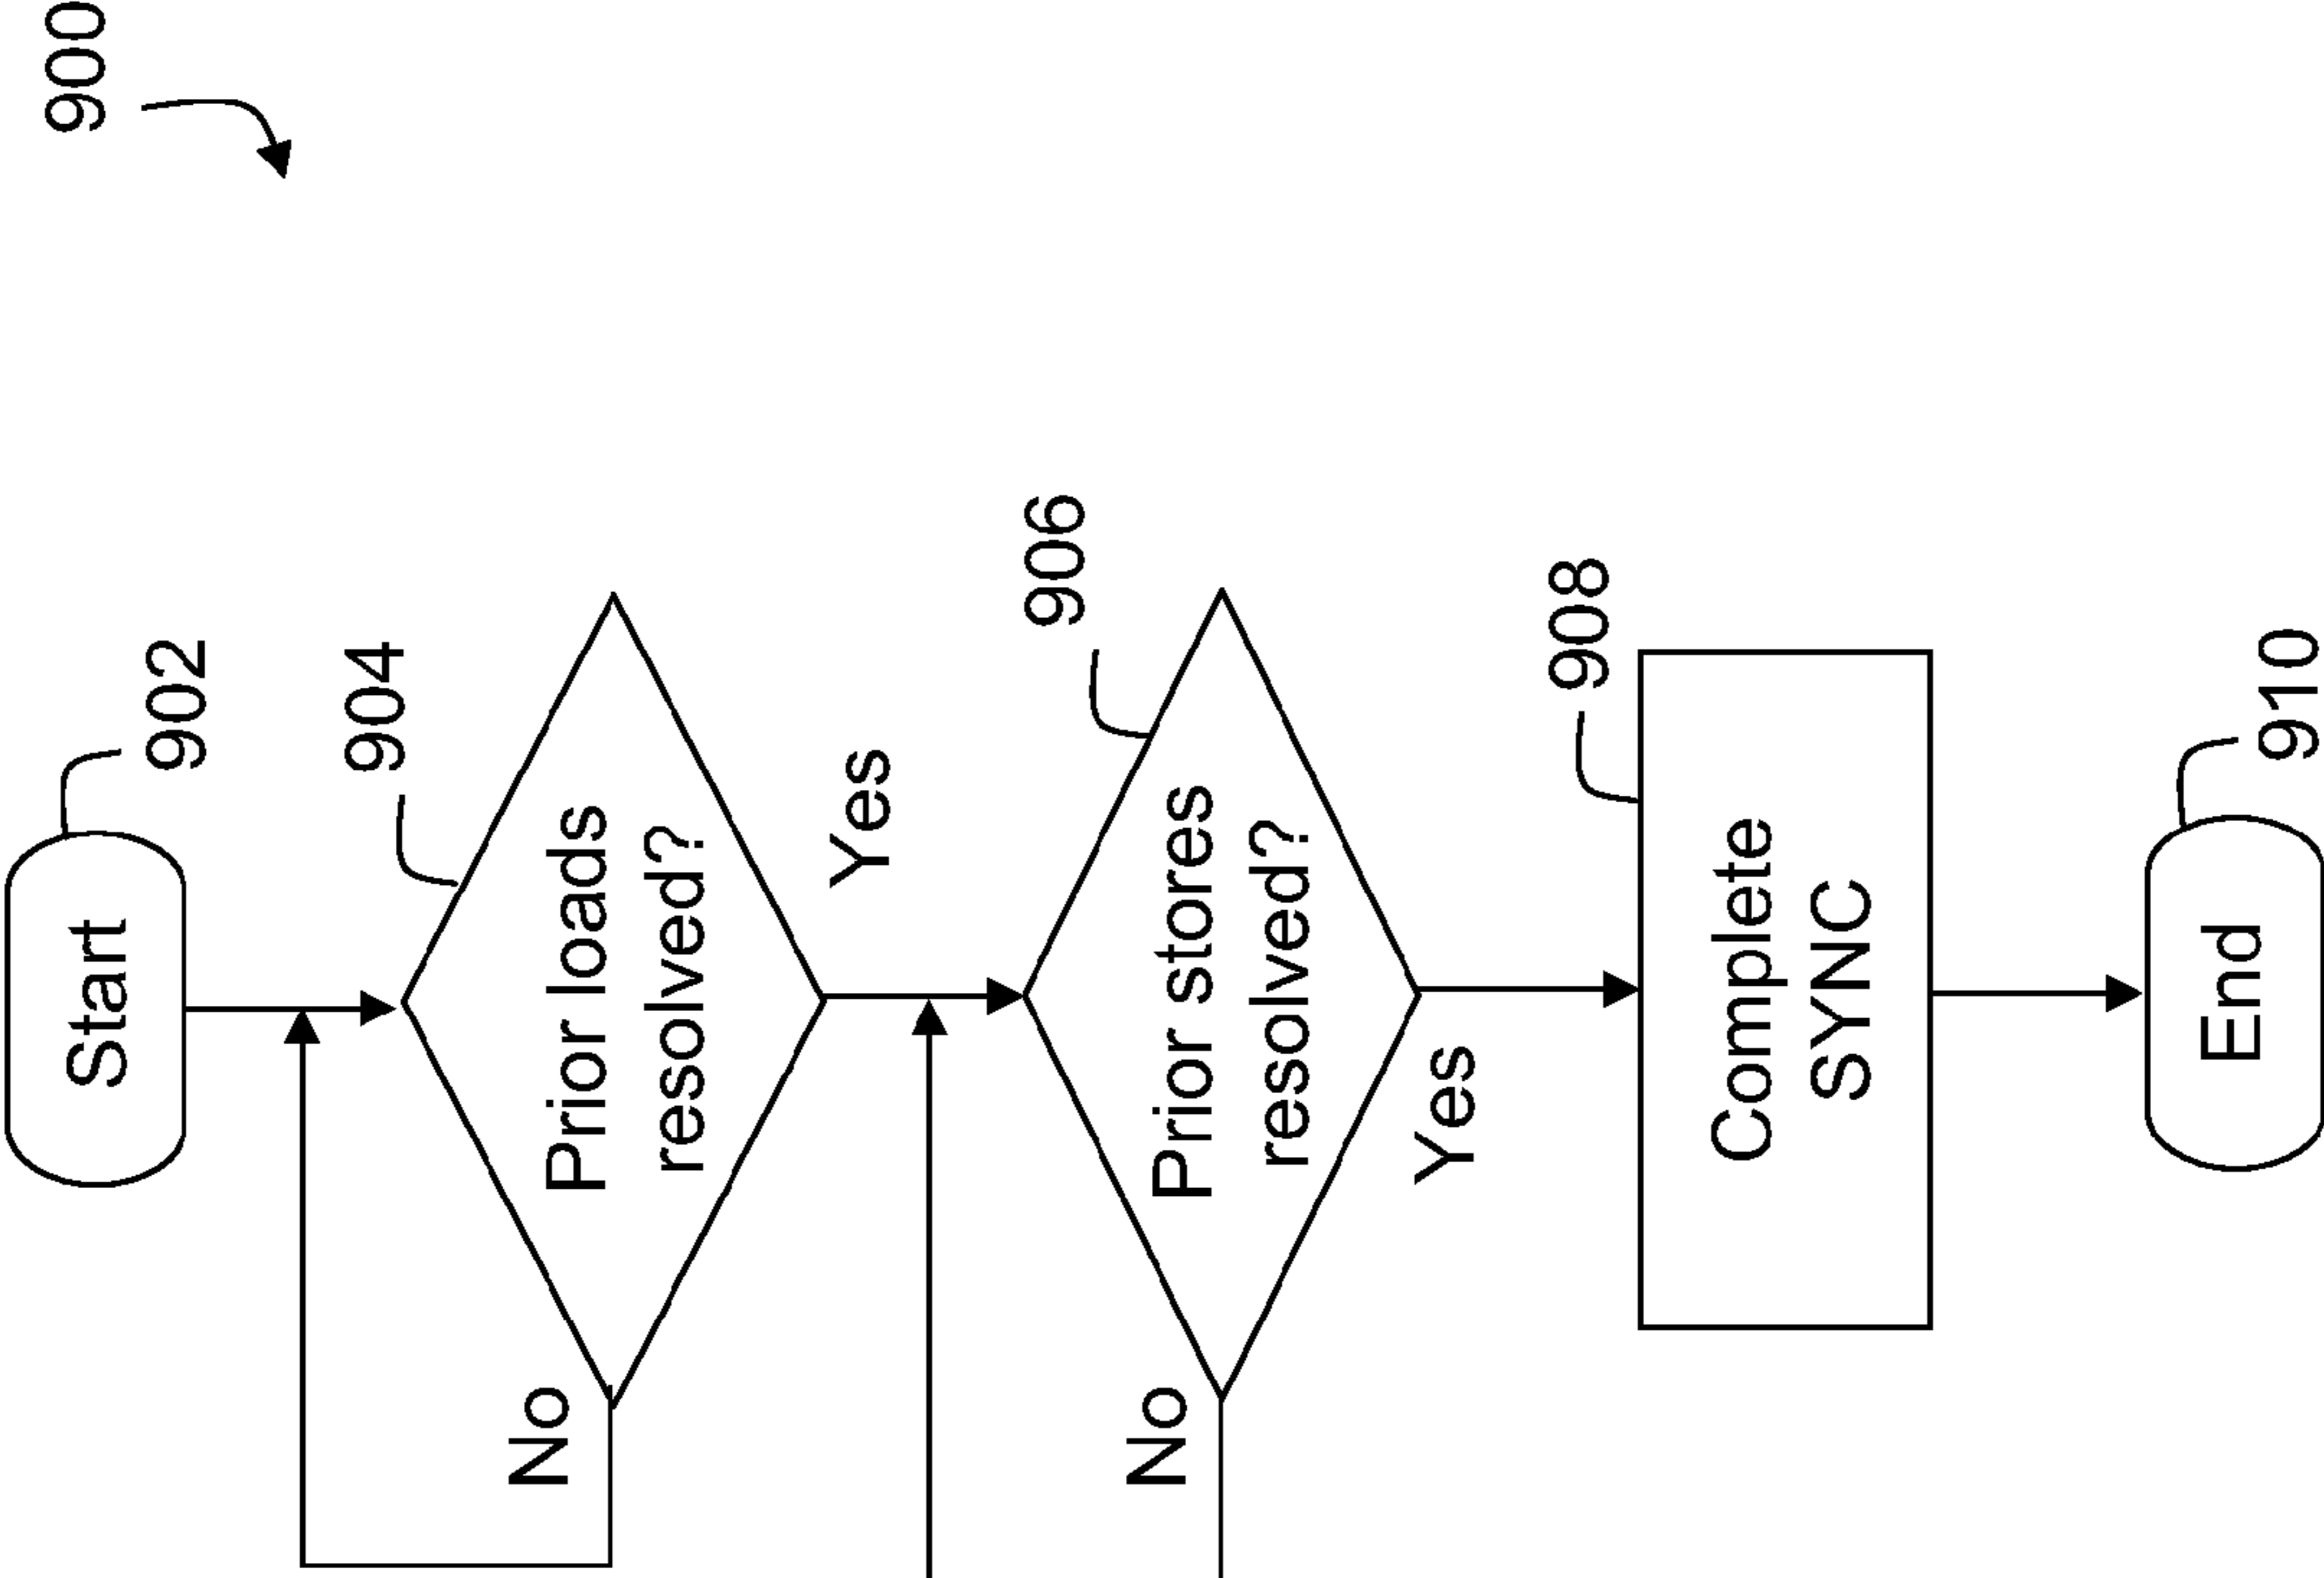 900
Start
902
904
Prior loads
resolved?
No
Yes
906
Prior stores
resolved?
No
Yes
908
Complete
SYNC
910
End